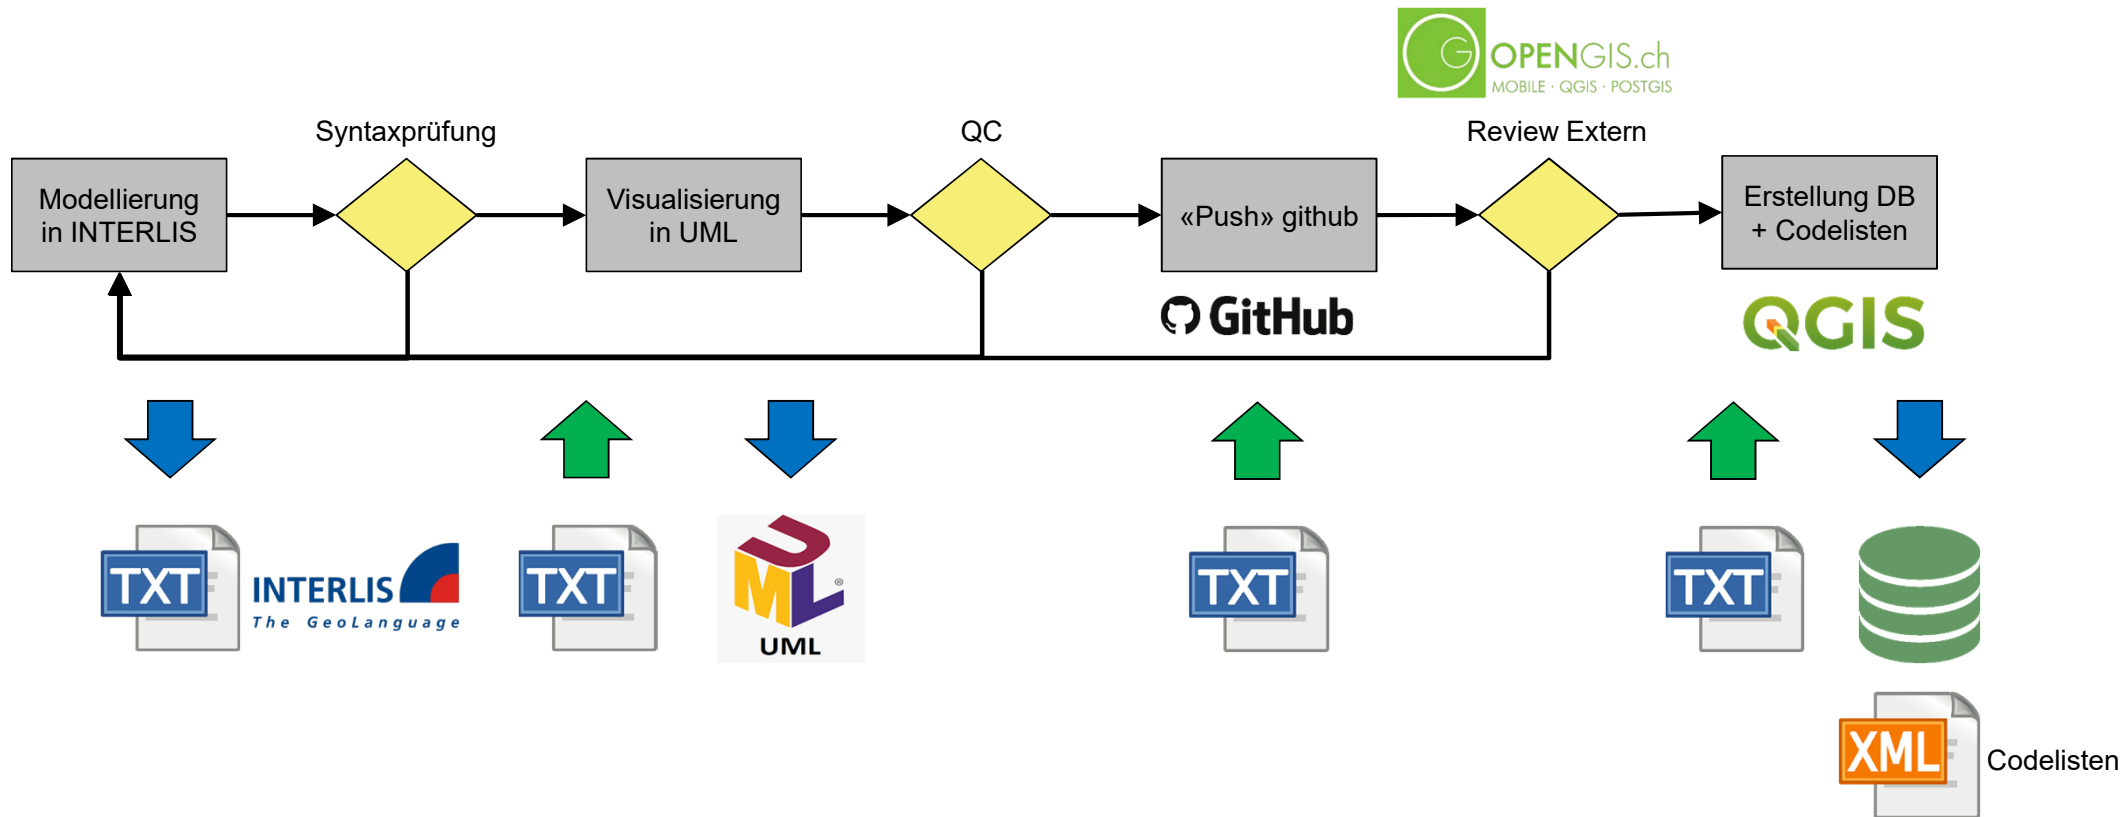 OPENGIS.ch
MOBILE · QGIS · POSTGIS
Syntaxprüfung
QC
Review Extern
Modellierung
in INTERLIS
Visualisierung
in UML
«Push» github
Erstellung DB
+ Codelisten
GitHub
QGIS
TXT
INTERLIS
The GeoLanguage
TXT
UML
®
UML
TXT
TXT
XML
Codelisten